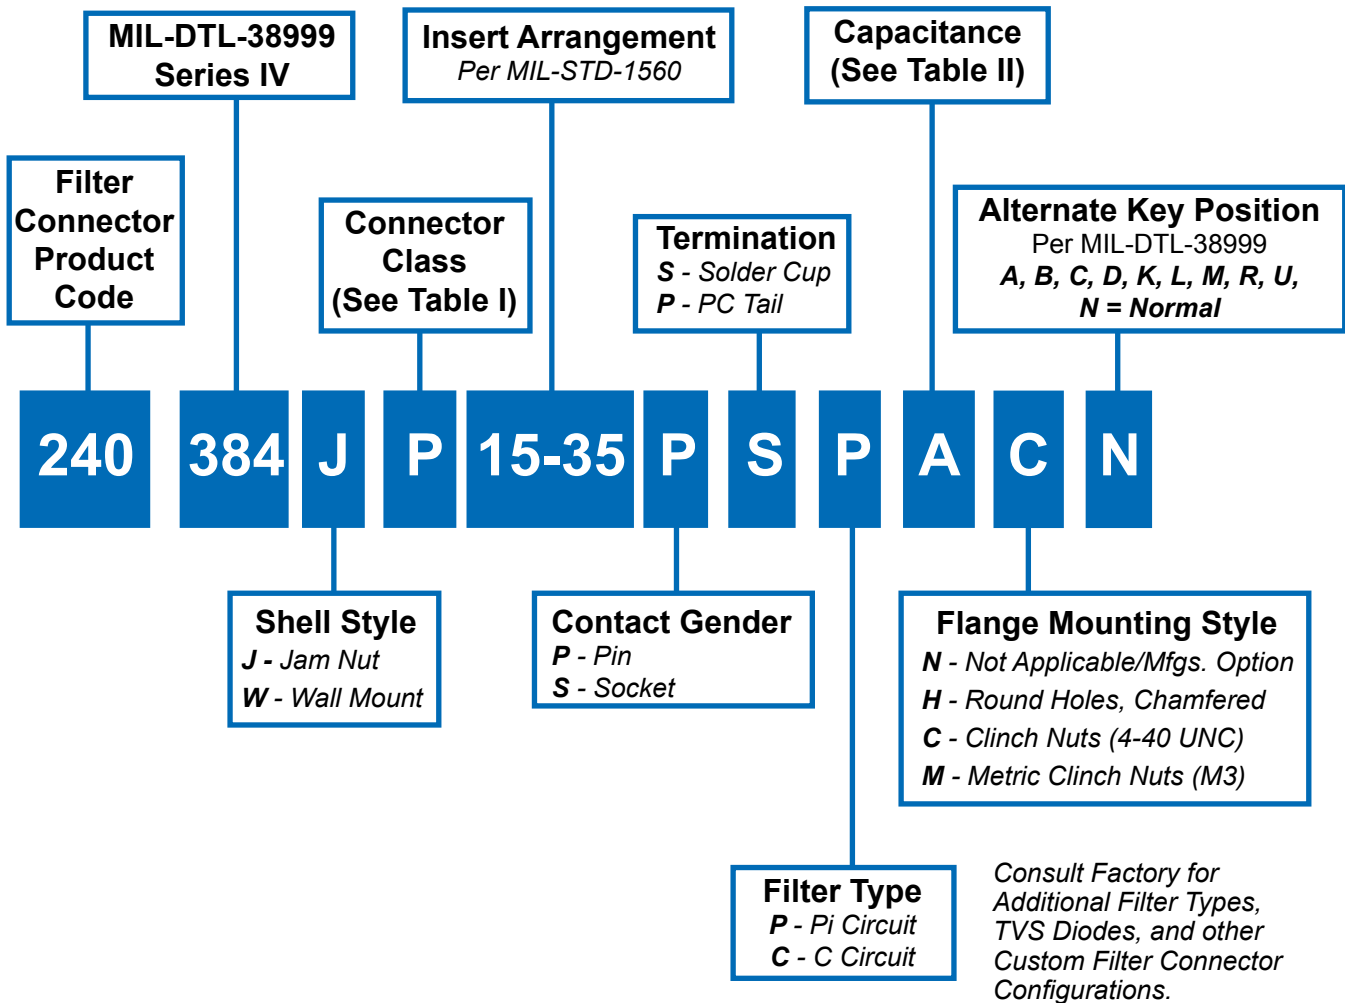 MIL-DTL-38999
Series IV
Insert Arrangement
Per MIL-STD-1560
Capacitance
(See Table II)
Filter
Connector
Product
Code
Connector
Class
(See Table I)
Termination
S - Solder Cup
P - PC Tail
Alternate Key Position
Per MIL-DTL-38999
A, B, C, D, K, L, M, R, U,
N = Normal
240 384 J P 15-35 P S P A C N
Shell Style
J - Jam Nut
W - Wall Mount
Contact Gender
P - Pin
S - Socket
Flange Mounting Style
N - Not Applicable/Mfgs. Option
H - Round Holes, Chamfered
C - Clinch Nuts (4-40 UNC)
M - Metric Clinch Nuts (M3)
Filter Type
P - Pi Circuit
C - C Circuit
Consult Factory for
Additional Filter Types,
TVS Diodes, and other
Custom Filter Connector
Configurations.